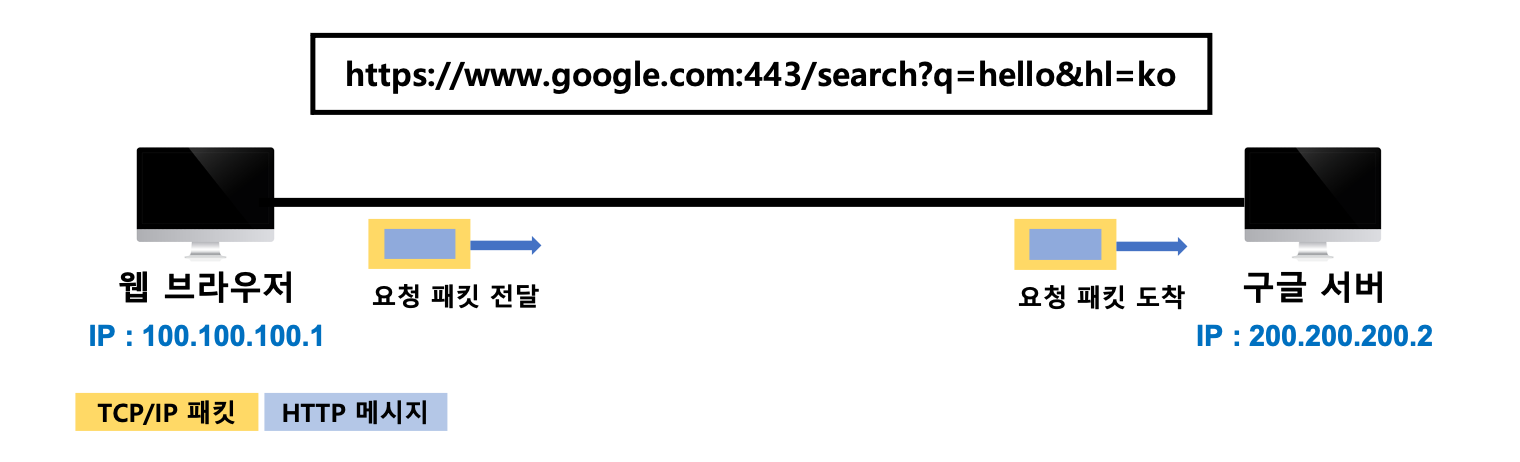 https://www.google.com:443/search?q=hello&hl=ko
웹 브라우저
IP : 100.100.100.1
요청 패킷 전달
요청 패킷 도착
구글 서버
IP : 200.200.200.2
TCP/IP 패킷
HTTP 메시지